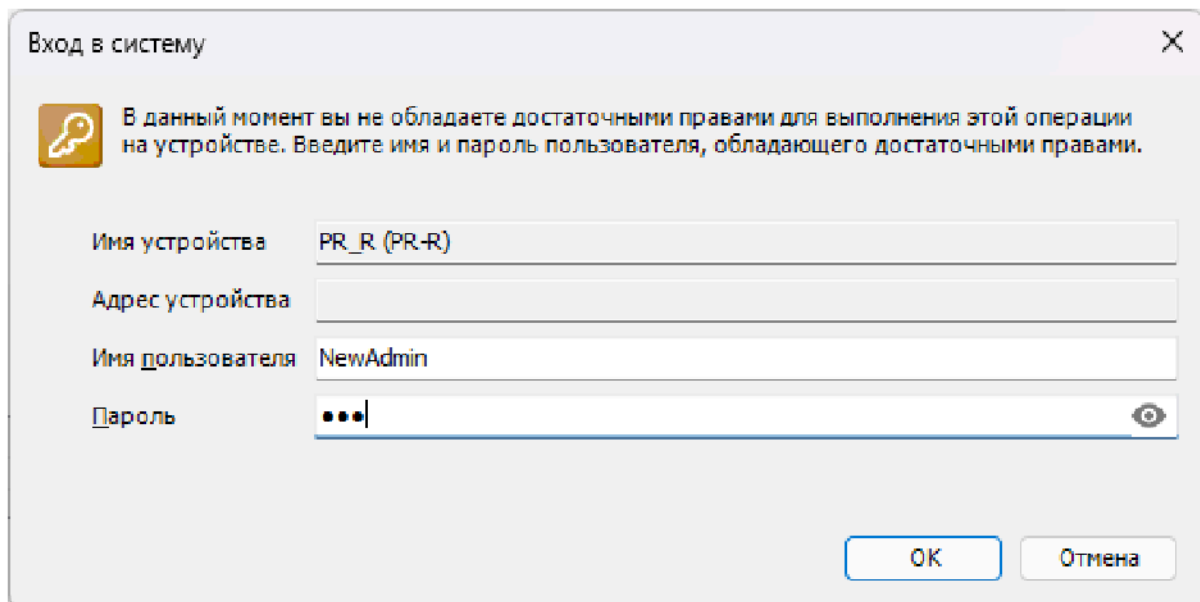 Вход в систему
В данный момент вы не обладаете достаточными правами для выполнения этой операции
на устройстве. Введите имя и пароль пользователя, обладающего достаточными правами.
Имя устройства PR_R (PR-R)
Адрес устройства
Имя пользователя NewAdmin
Пароль •••
ОК Отмена